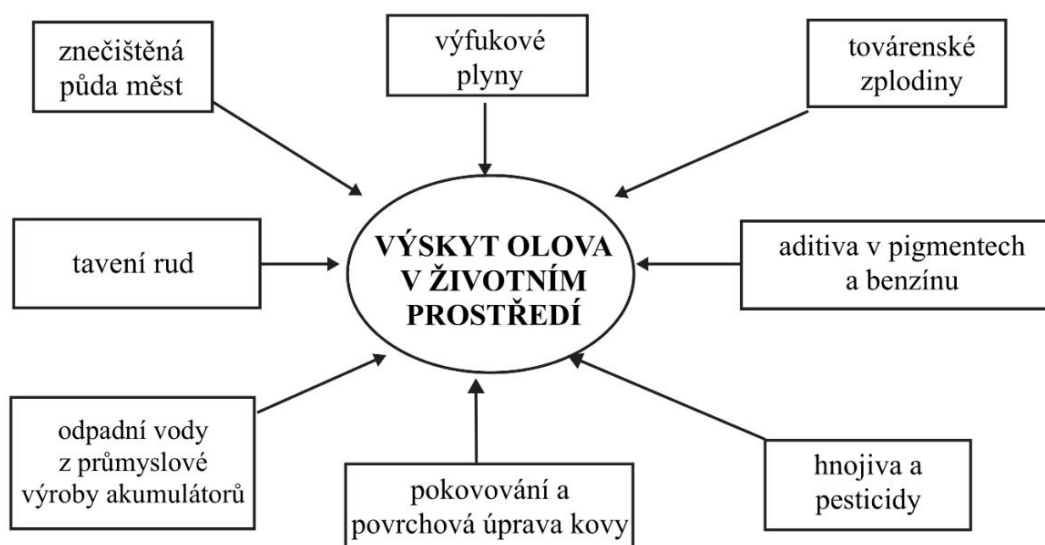 znečištěná
půda měst
výfukové
plyny
továrenské
zplodiny
tavení rud
VÝSKYT OLOVA
V ŽIVOTNÍM
PROSTŘEDÍ
aditiva v pigmentech
a benzínu
odpadní vody
z průmyslové
výroby akumulátorů
pokovování a
povrchová úprava kovy
hnojiva a
pesticidy